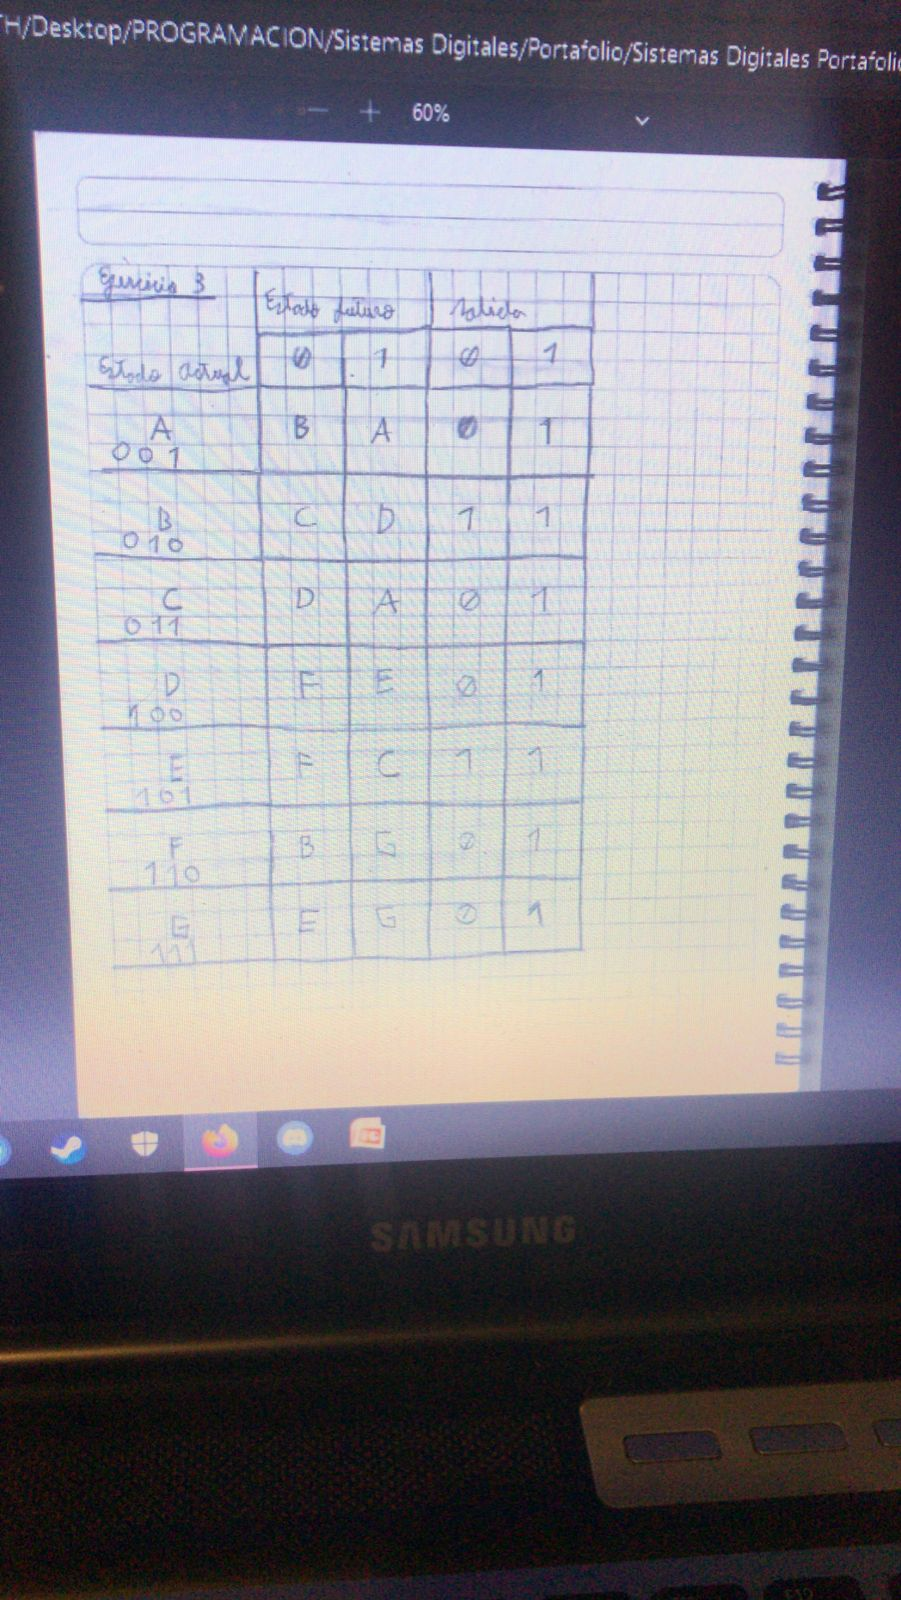 TH/Desktop/PROGRAMACION/Sistemas Digitales/Portafolio/Sistemas Digitales Portafolio
60%
Ejercicio 3
Estado futuro salida
Estado actual 0 1 0 1
A B A 0 1
001
B C D 1 1
010
C D A 0 1
011
D F E 0 1
100
E F C 1 1
101
F B G 0 1
110
G E G 0 1
111
SAMSUNG